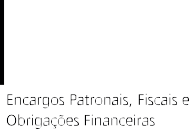 Encargos Patronais, Fiscais e
Obrigações Financeiras